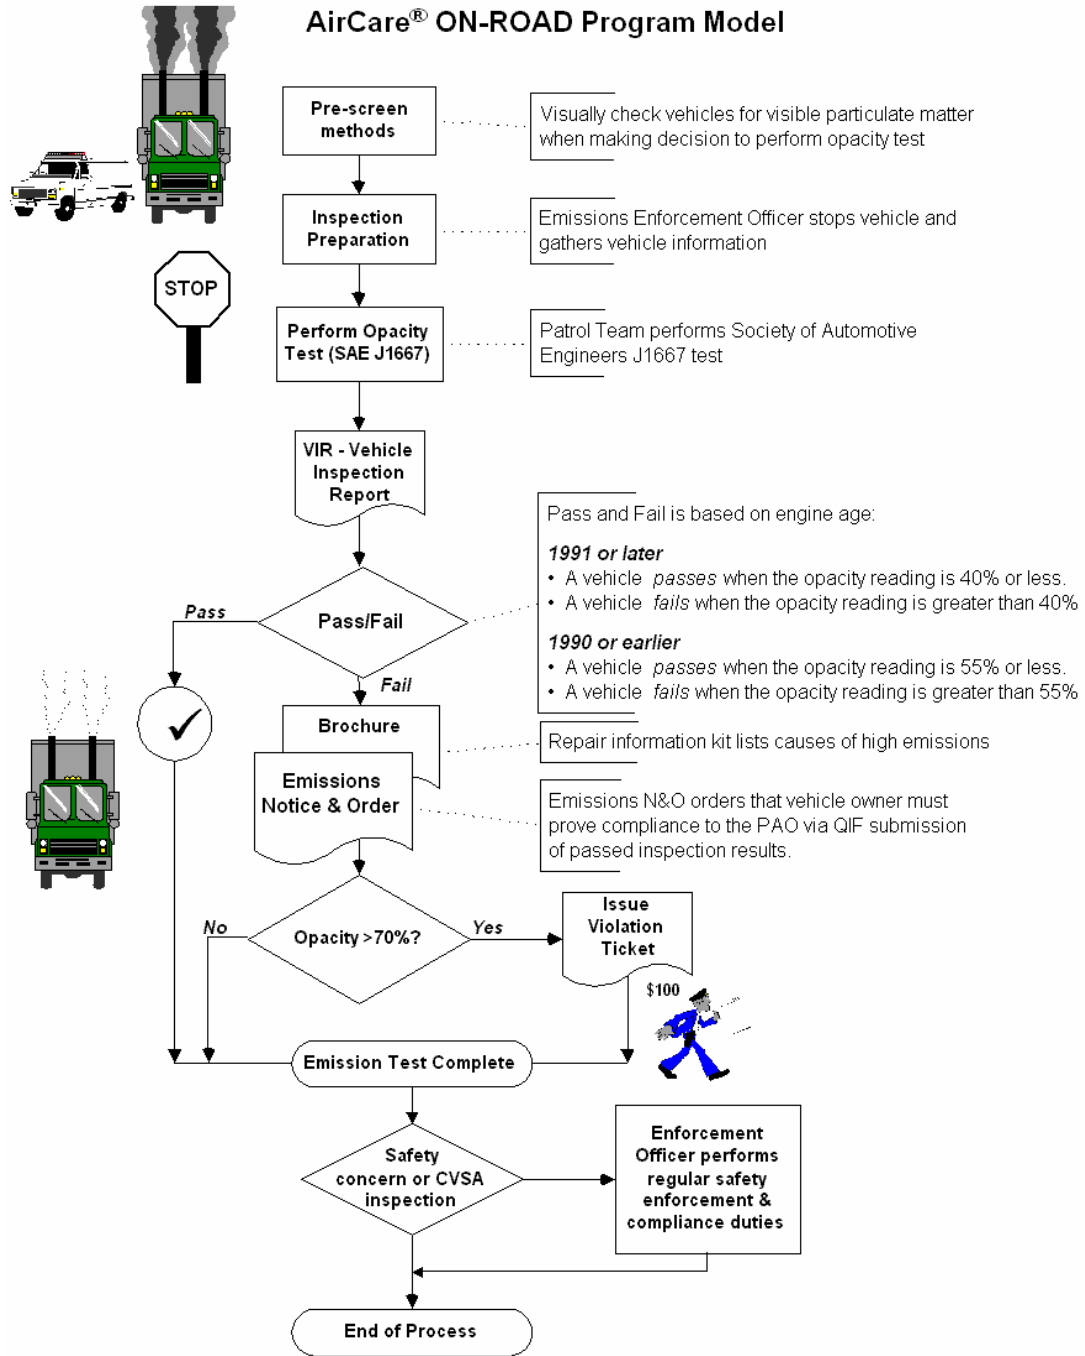 AirCare® ON-ROAD Program Model
Pre-screen
methods
Visually check vehicles for visible particulate matter
when making decision to perform opacity test
Inspection
Preparation
Emissions Enforcement Officer stops vehicle and
gathers vehicle information
STOP
Perform Opacity
Test (SAE J1667)
Patrol Team performs Society of Automotive
Engineers J1667 test
VIR - Vehicle
Inspection
Report
Pass and Fail is based on engine age:
1991 or later
• A vehicle passes when the opacity reading is 40% or less.
• A vehicle fails when the opacity reading is greater than 40%
1990 or earlier
• A vehicle passes when the opacity reading is 55% or less.
• A vehicle fails when the opacity reading is greater than 55%
Pass
Pass/Fail
Fail
Brochure
Repair information kit lists causes of high emissions
Emissions
Notice & Order
Emissions N&O orders that vehicle owner must
prove compliance to the PAO via QIF submission
of passed inspection results.
No
Opacity >70%?
Yes
Issue
Violation
Ticket
$100
Emission Test Complete
Safety
concern or CVSA
inspection
Enforcement
Officer performs
regular safety
enforcement &
compliance duties
End of Process